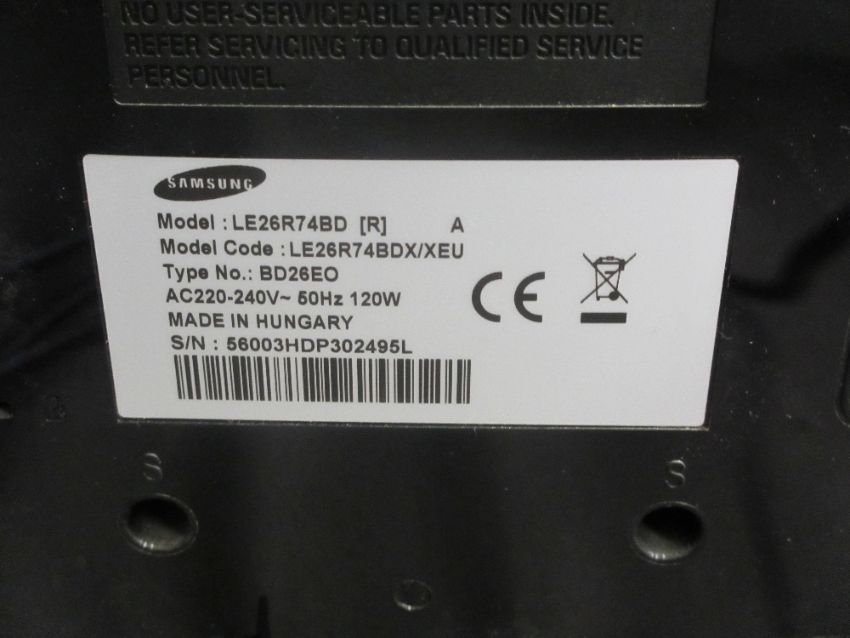 NO USER-SERVICEABLE PARTS INSIDE.
REFER SERVICING TO QUALIFIED SERVICE
PERSONNEL.
SAMSUNG
Model : LE26R74BD [R] A
Model Code : LE26R74BDX/XEU
Type No.: BD26EO
AC220-240V~ 50Hz 120W
MADE IN HUNGARY
S/N : 56003HDP302495L
CE
S S